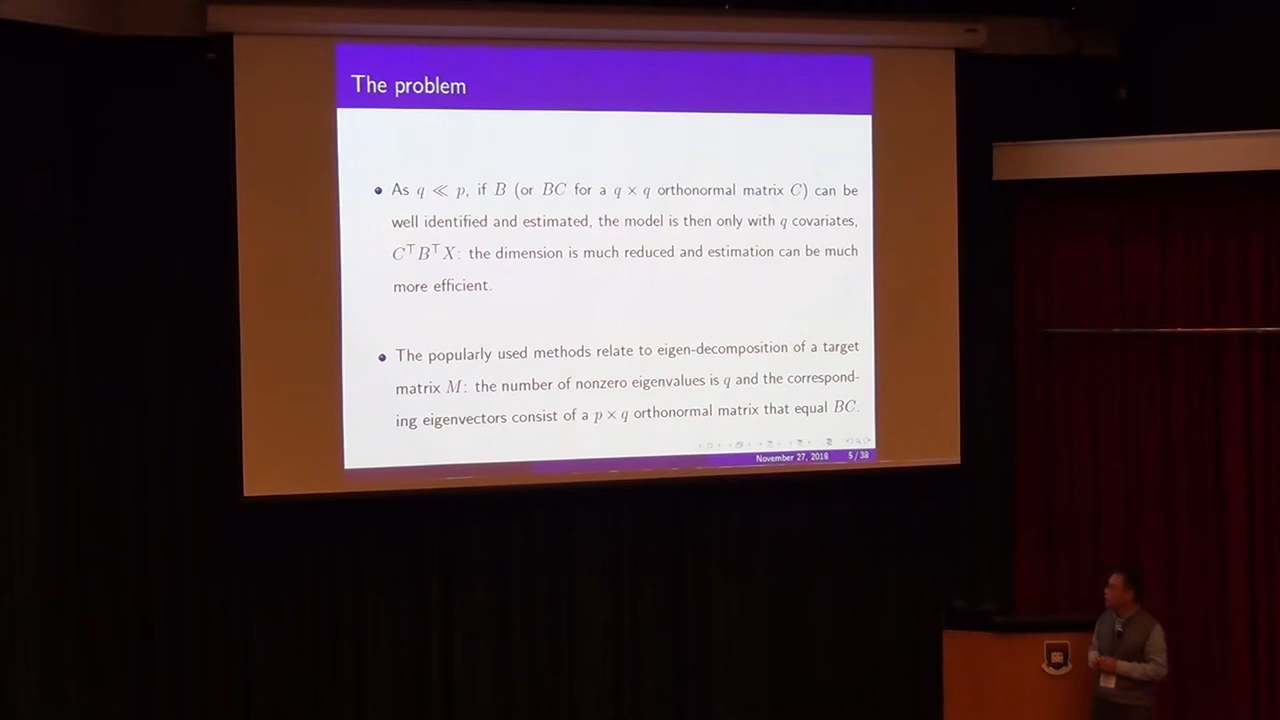 The problem
As q ≪ p, if B (or BC for a q × q orthonormal matrix C) can be
well identified and estimated, the model is then only with q covariates,
C⊤B⊤X: the dimension is much reduced and estimation can be much
more efficient.
The popularly used methods relate to eigen-decomposition of a target
matrix M: the number of nonzero eigenvalues is q and the correspond-
ing eigenvectors consist of a p × q orthonormal matrix that equal BC.
November 27, 2018 5 / 38